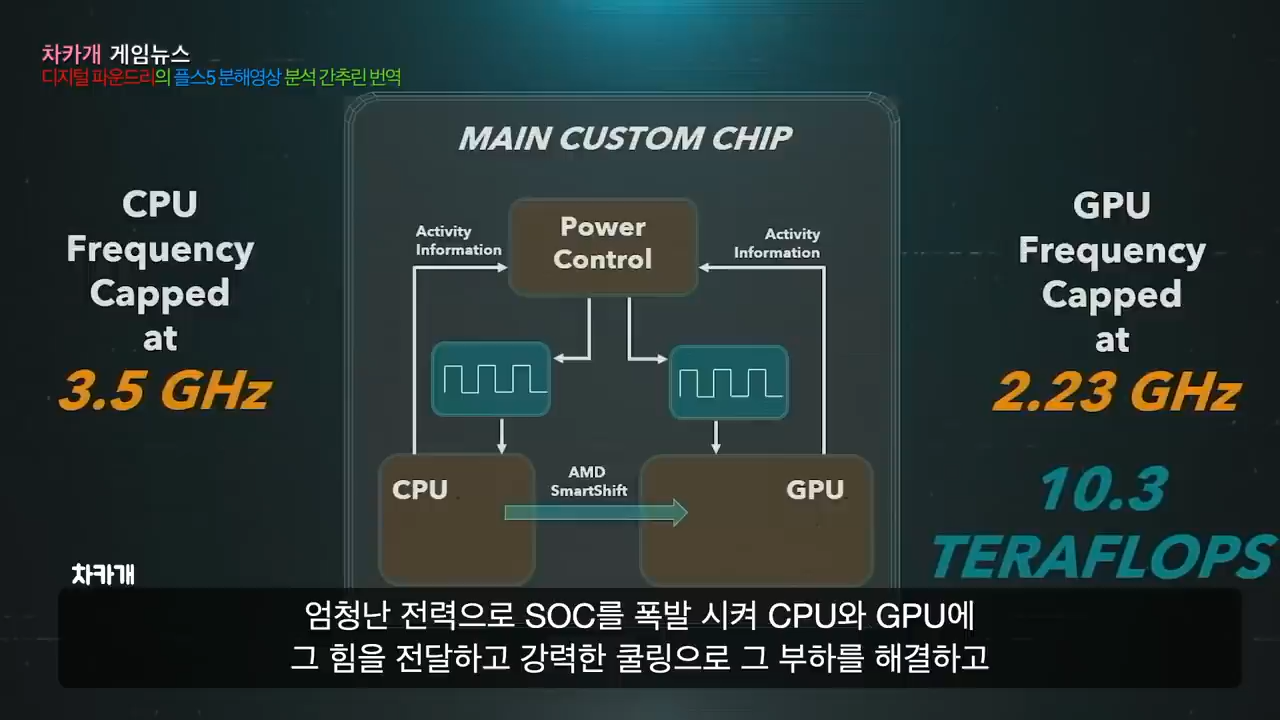 차카개 게임뉴스
디지털 파운드리의 플스5 분해영상 분석 간추린 번역
MAIN CUSTOM CHIP
CPU
Frequency
Capped
at
3.5 GHz
Activity
Information
Power
Control
Activity
Information
GPU
Frequency
Capped
at
2.23 GHz
10.3
TERAFLOPS
CPU
AMD
SmartShift
GPU
차카개
엄청난 전력으로 SOC를 폭발 시켜 CPU와 GPU에
그 힘을 전달하고 강력한 쿨링으로 그 부하를 해결하고